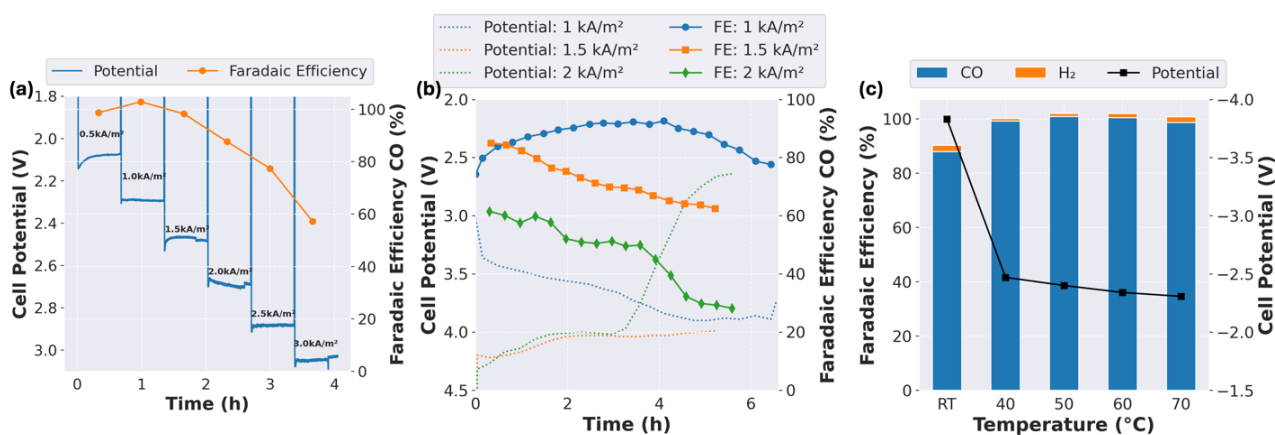 (a)
Potential
Faradaic Efficiency
1.8
2.0
2.2
2.4
2.6
2.8
3.0
Cell Potential (V)
0.5kA/m²
1.0kA/m²
1.5kA/m²
2.0kA/m²
2.5kA/m²
3.0kA/m²
100
80
60
40
20
0
Faradaic Efficiency CO (%)
0 1 2 3 4
Time (h)
(b)
Potential: 1 kA/m²
Potential: 1.5 kA/m²
Potential: 2 kA/m²
FE: 1 kA/m²
FE: 1.5 kA/m²
FE: 2 kA/m²
2.0
2.5
3.0
3.5
4.0
4.5
Cell Potential (V)
100
80
60
40
20
0
Faradaic Efficiency CO (%)
0 2 4 6
Time (h)
(c)
CO
H₂
Potential
100
80
60
40
20
0
Faradaic Efficiency (%)
−4.0
−3.5
−3.0
−2.5
−2.0
−1.5
Cell Potential (V)
RT 40 50 60 70
Temperature (°C)